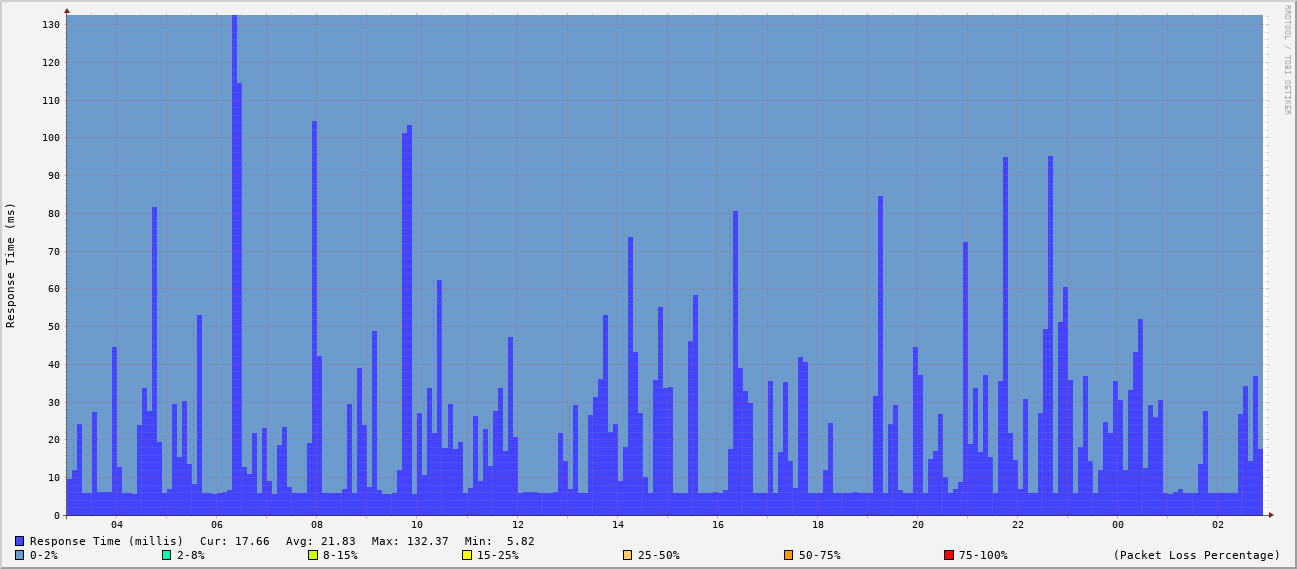 130
120
110
100
90
80
70
60
50
40
30
20
10
0
Response Time (ms)
RRDTOOL / TOBI OETIKER
04 06 08 10 12 14 16 18 20 22 00 02
Response Time (millis) Cur: 17.66 Avg: 21.83 Max: 132.37 Min: 5.82
0-2% 2-8% 8-15% 15-25% 25-50% 50-75% 75-100% (Packet Loss Percentage)